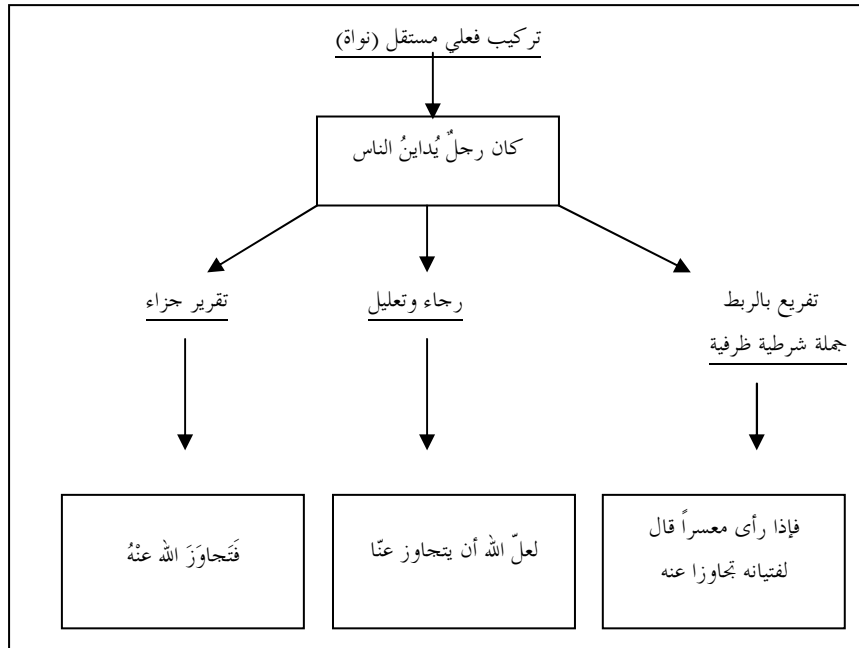 تركيب فعلي مستقل (نواة)
كان رجلٌ يُداينُ الناس
تفريع بالربط
جملة شرطية ظرفية
رجاء وتعليل
تقرير جزاء
فإذا رأى معسراً قال
لفتيانه تجاوزا عنه
لعلّ الله أن يتجاوز عنّا
فَتَجاوَزَ الله عنْهُ